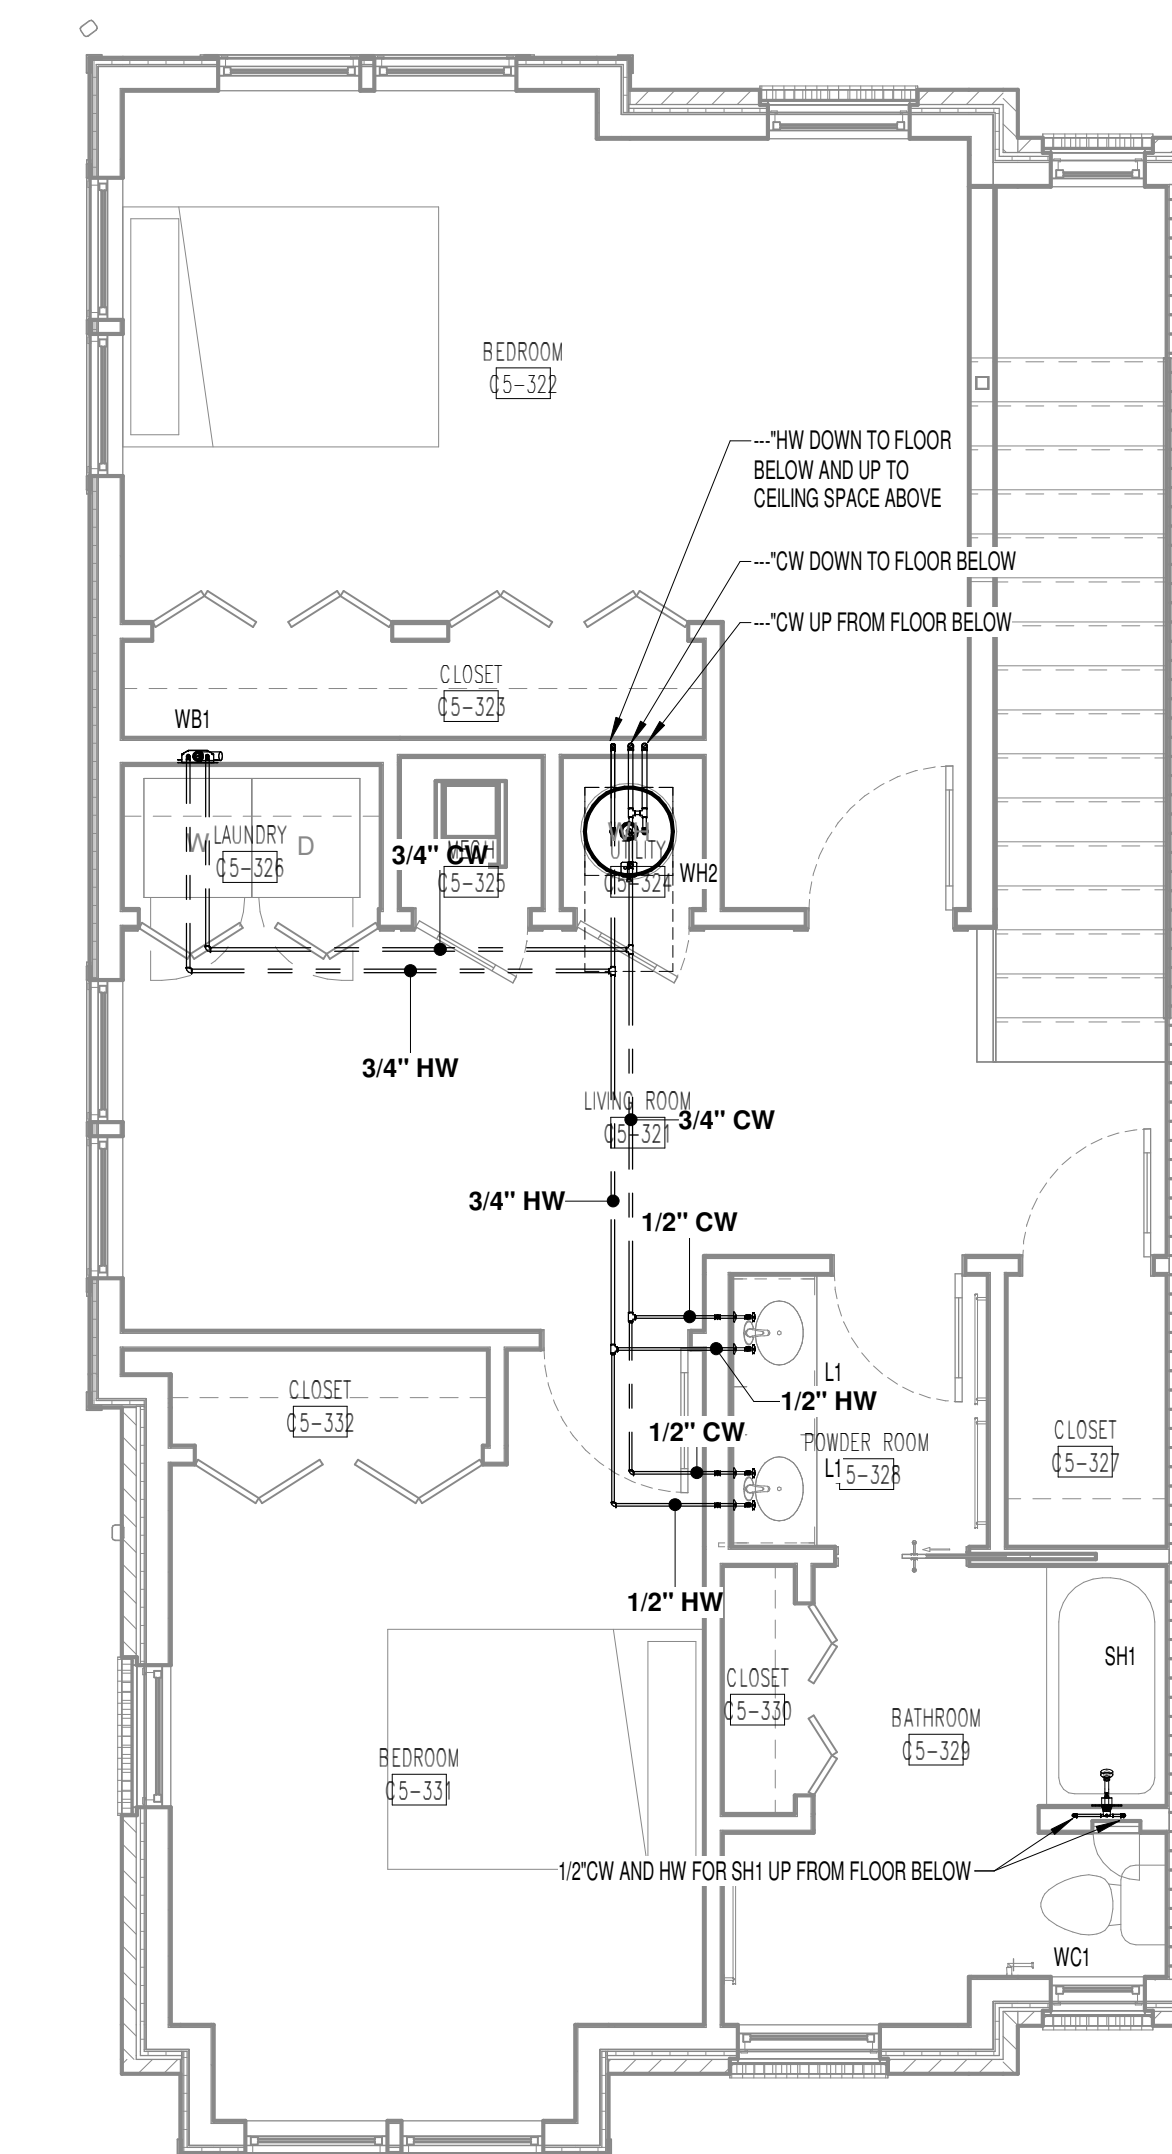 BEDROOM
C5-322
---"HW DOWN TO FLOOR
BELOW AND UP TO
CEILING SPACE ABOVE
---"CW DOWN TO FLOOR BELOW
---"CW UP FROM FLOOR BELOW
CLOSET
C5-323
WB1
W
LAUNDRY
D
C5-326
3/4" CW
MECH
C5-325
UTILITY
C5-324
WH2
3/4" HW
LIVING ROOM
C5-321
3/4" CW
3/4" HW
1/2" CW
L1
1/2" HW
CLOSET
C5-332
1/2" CW
POWDER ROOM
L1
5-328
CLOSET
C5-327
1/2" HW
SH1
CLOSET
C5-330
BATHROOM
C5-329
BEDROOM
C5-331
1/2"CW AND HW FOR SH1 UP FROM FLOOR BELOW
WC1